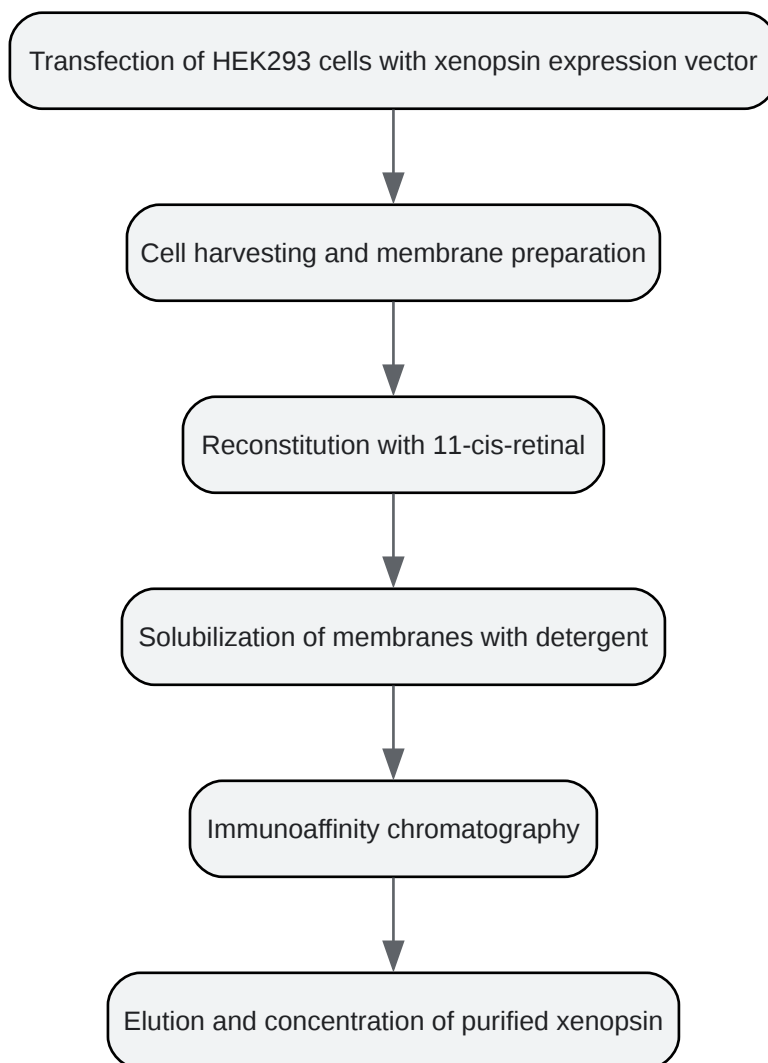 Transfection of HEK293 cells with xenopsin expression vector
Cell harvesting and membrane preparation
Reconstitution with 11-cis-retinal
Solubilization of membranes with detergent
Immunoaffinity chromatography
Elution and concentration of purified xenopsin